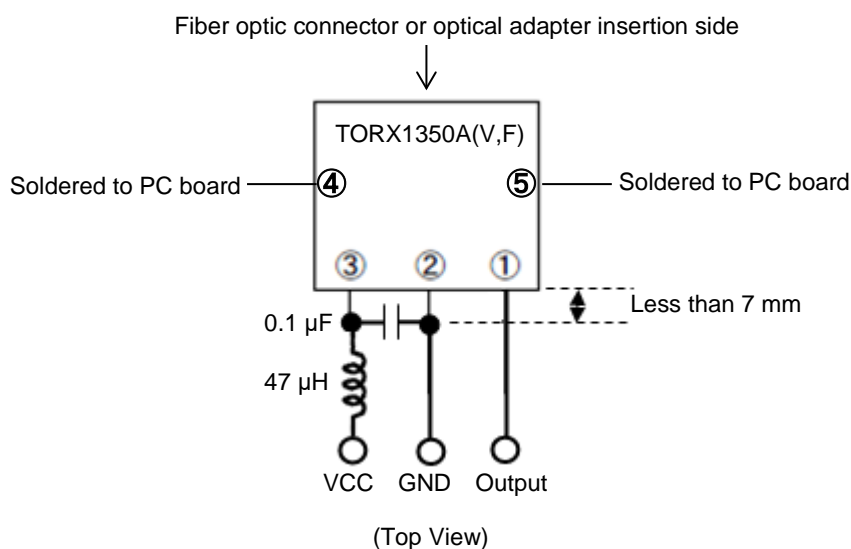 Fiber optic connector or optical adapter insertion side
TORX1350A(V,F)
Soldered to PC board
④
⑤
Soldered to PC board
③
②
①
Less than 7 mm
0.1 µF
47 µH
VCC
GND
Output
(Top View)